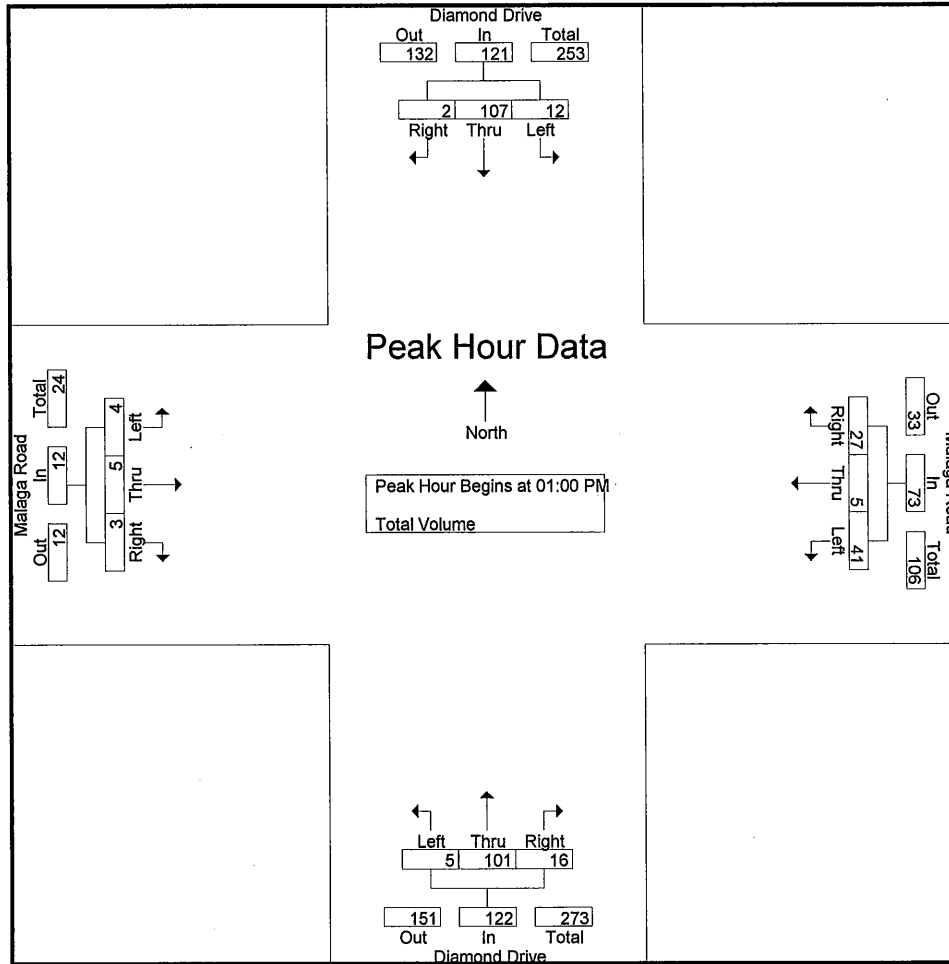 Diamond Drive
Out In Total
132 121 253
2 107 12
Right Thru Left
Peak Hour Data
North
Peak Hour Begins at 01:00 PM
Total Volume
Malaga Road
Out In Total
12 12 24
Right Thru Left
3 5 4
Out In Total
33 73 106
27 5 41
Right Thru Left
Left Thru Right
5 101 16
151 122 273
Out In Total
Diamond Drive